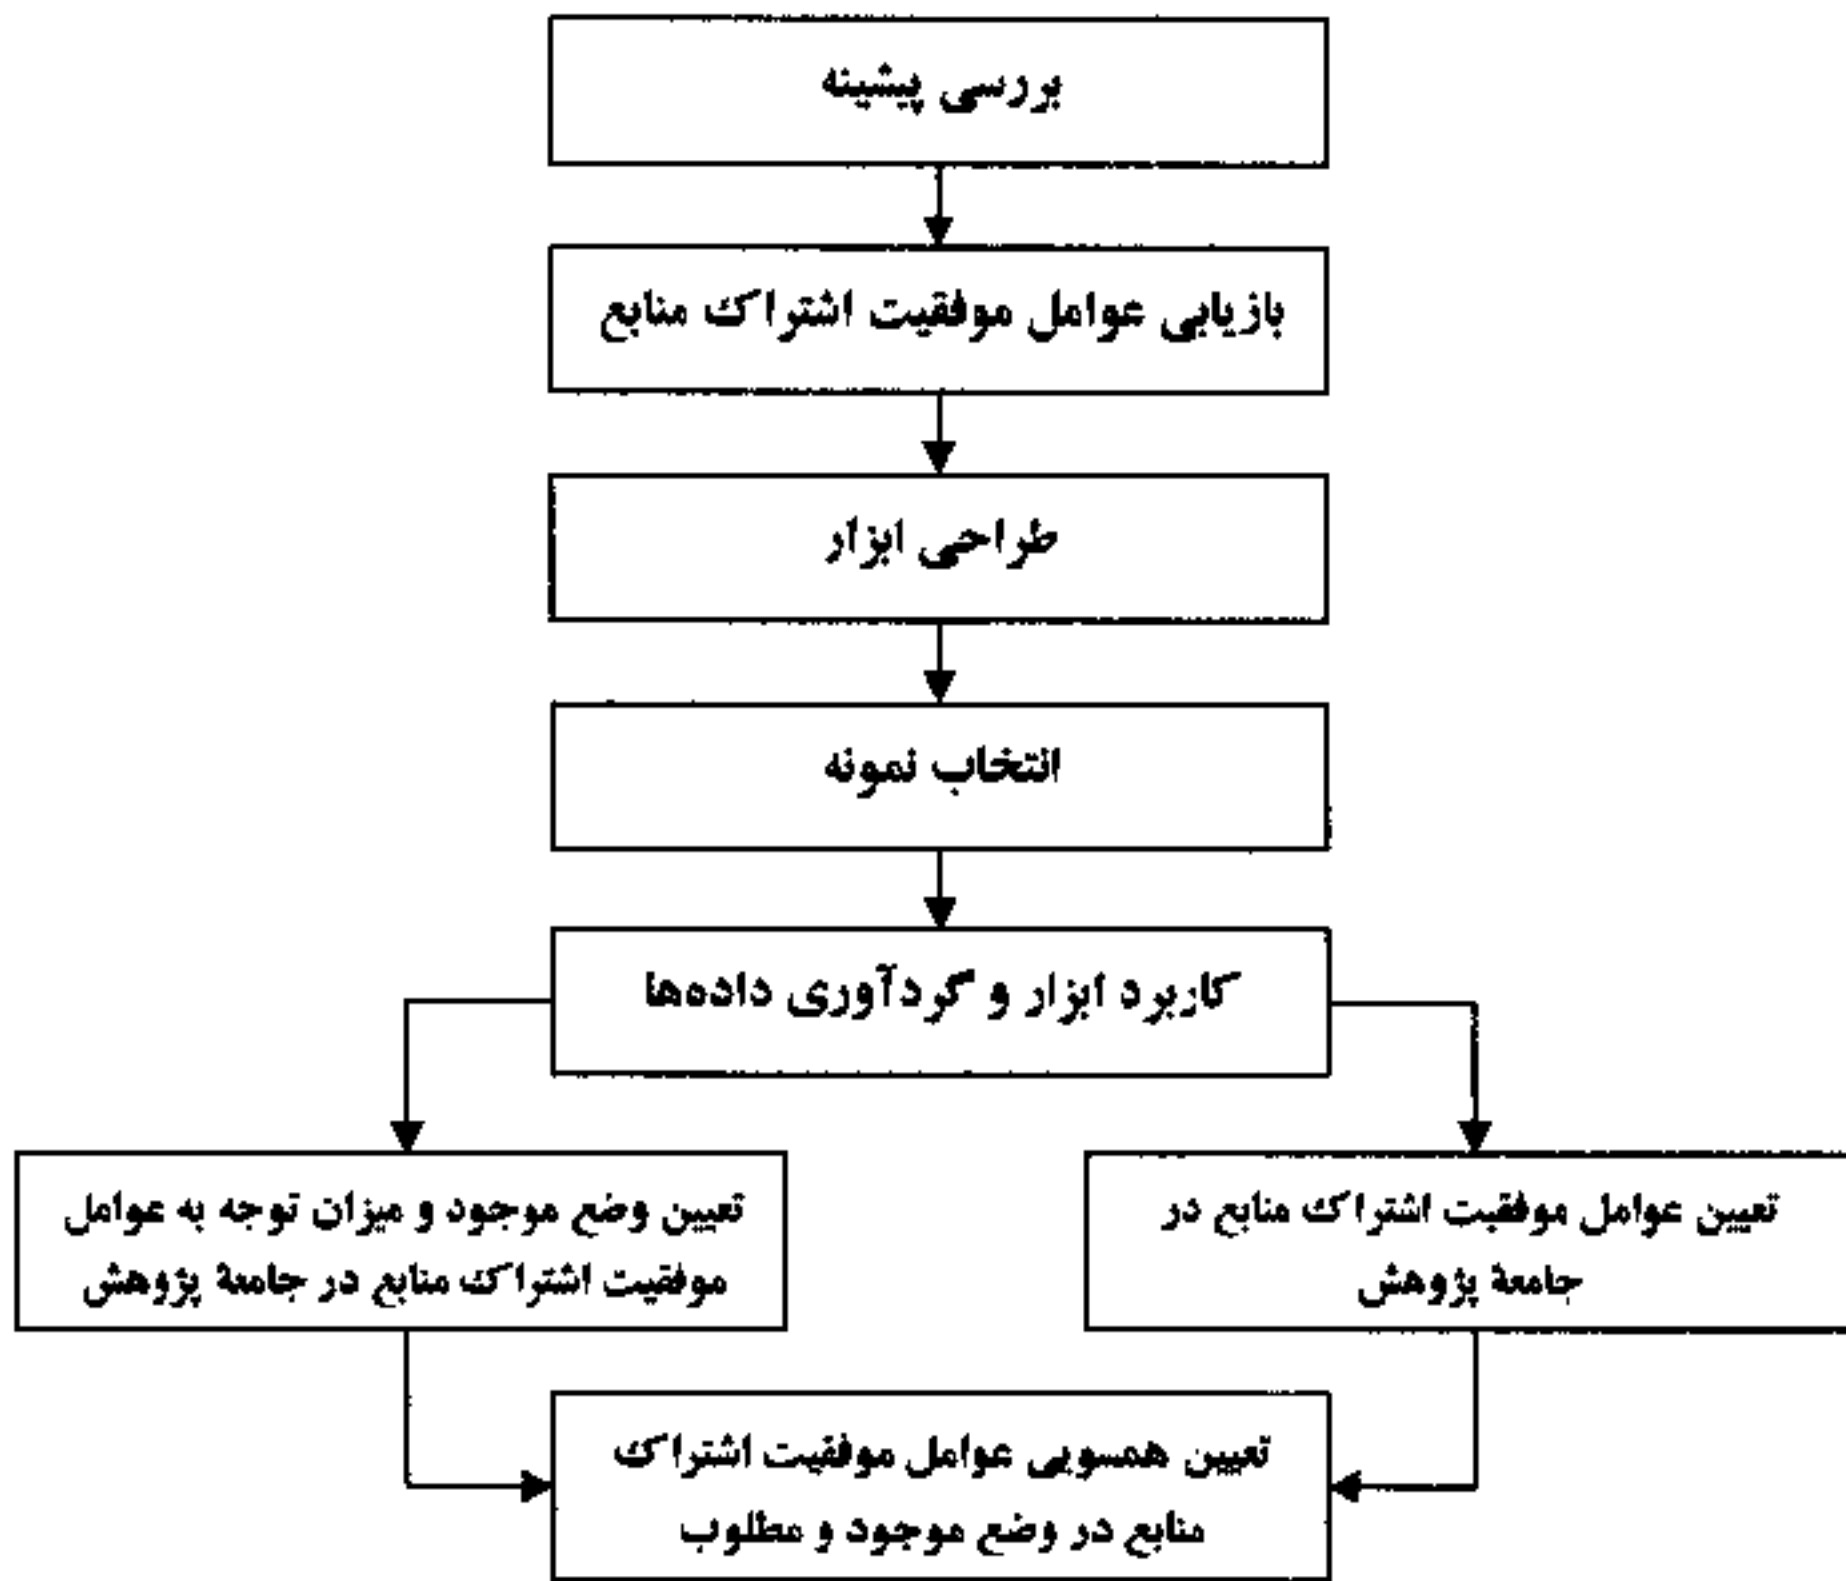 بررسی پیشینه
بازیابی عوامل موفقیت اشتراک منابع
طراحی ابزار
انتخاب نمونه
کاربرد ابزار و گردآوری داده‌ها
تعیین عوامل موفقیت اشتراک منابع در
جامعۀ پژوهش
تعیین وضع موجود و میزان توجه به عوامل
موفقیت اشتراک منابع در جامعۀ پژوهش
تعیین همسویی عوامل موفقیت اشتراک
منابع در وضع موجود و مطلوب